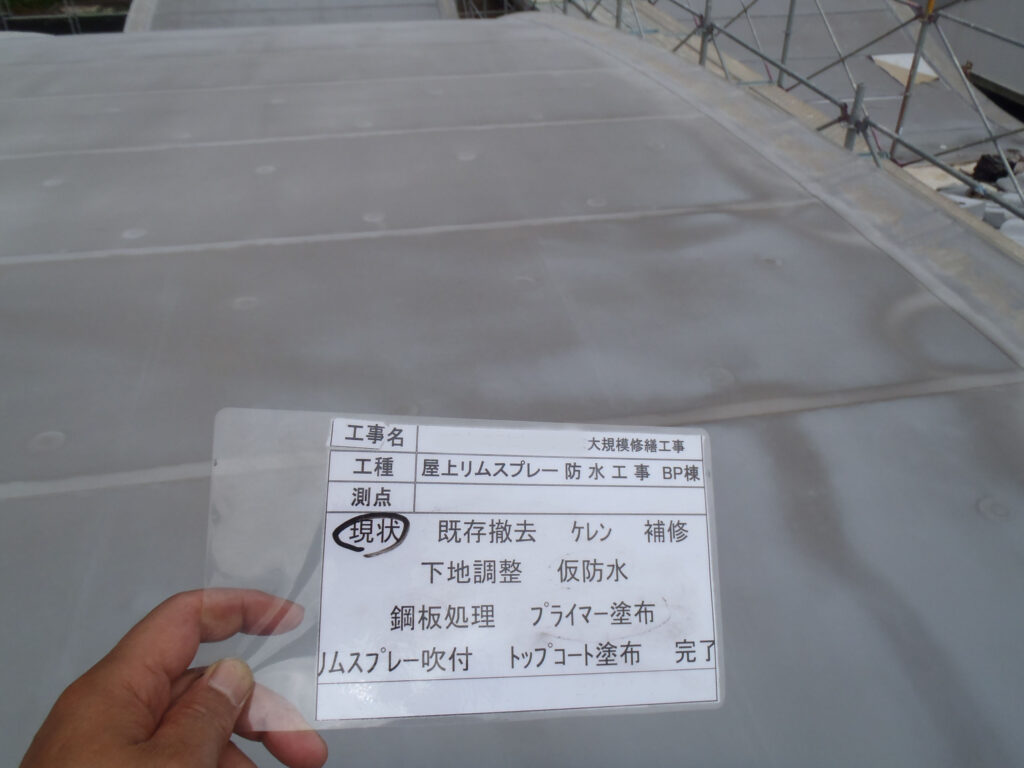 工事名 大規模修繕工事
工種 屋上リムスプレー防水工事 BP棟
測点
現状 既存撤去 ｹﾚﾝ 補修
下地調整 仮防水
鋼板処理 ﾌﾟﾗｲﾏｰ塗布
リムスプレー吹付 ﾄｯﾌﾟｺｰﾄ塗布 完了